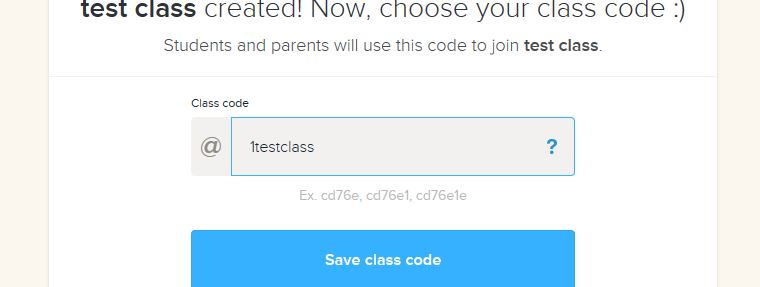 test class created! Now, choose your class code :)
Students and parents will use this code to join test class.
Class code
@ 1testclass ?
Ex. cd76e, cd76e1, cd76e1e
Save class code